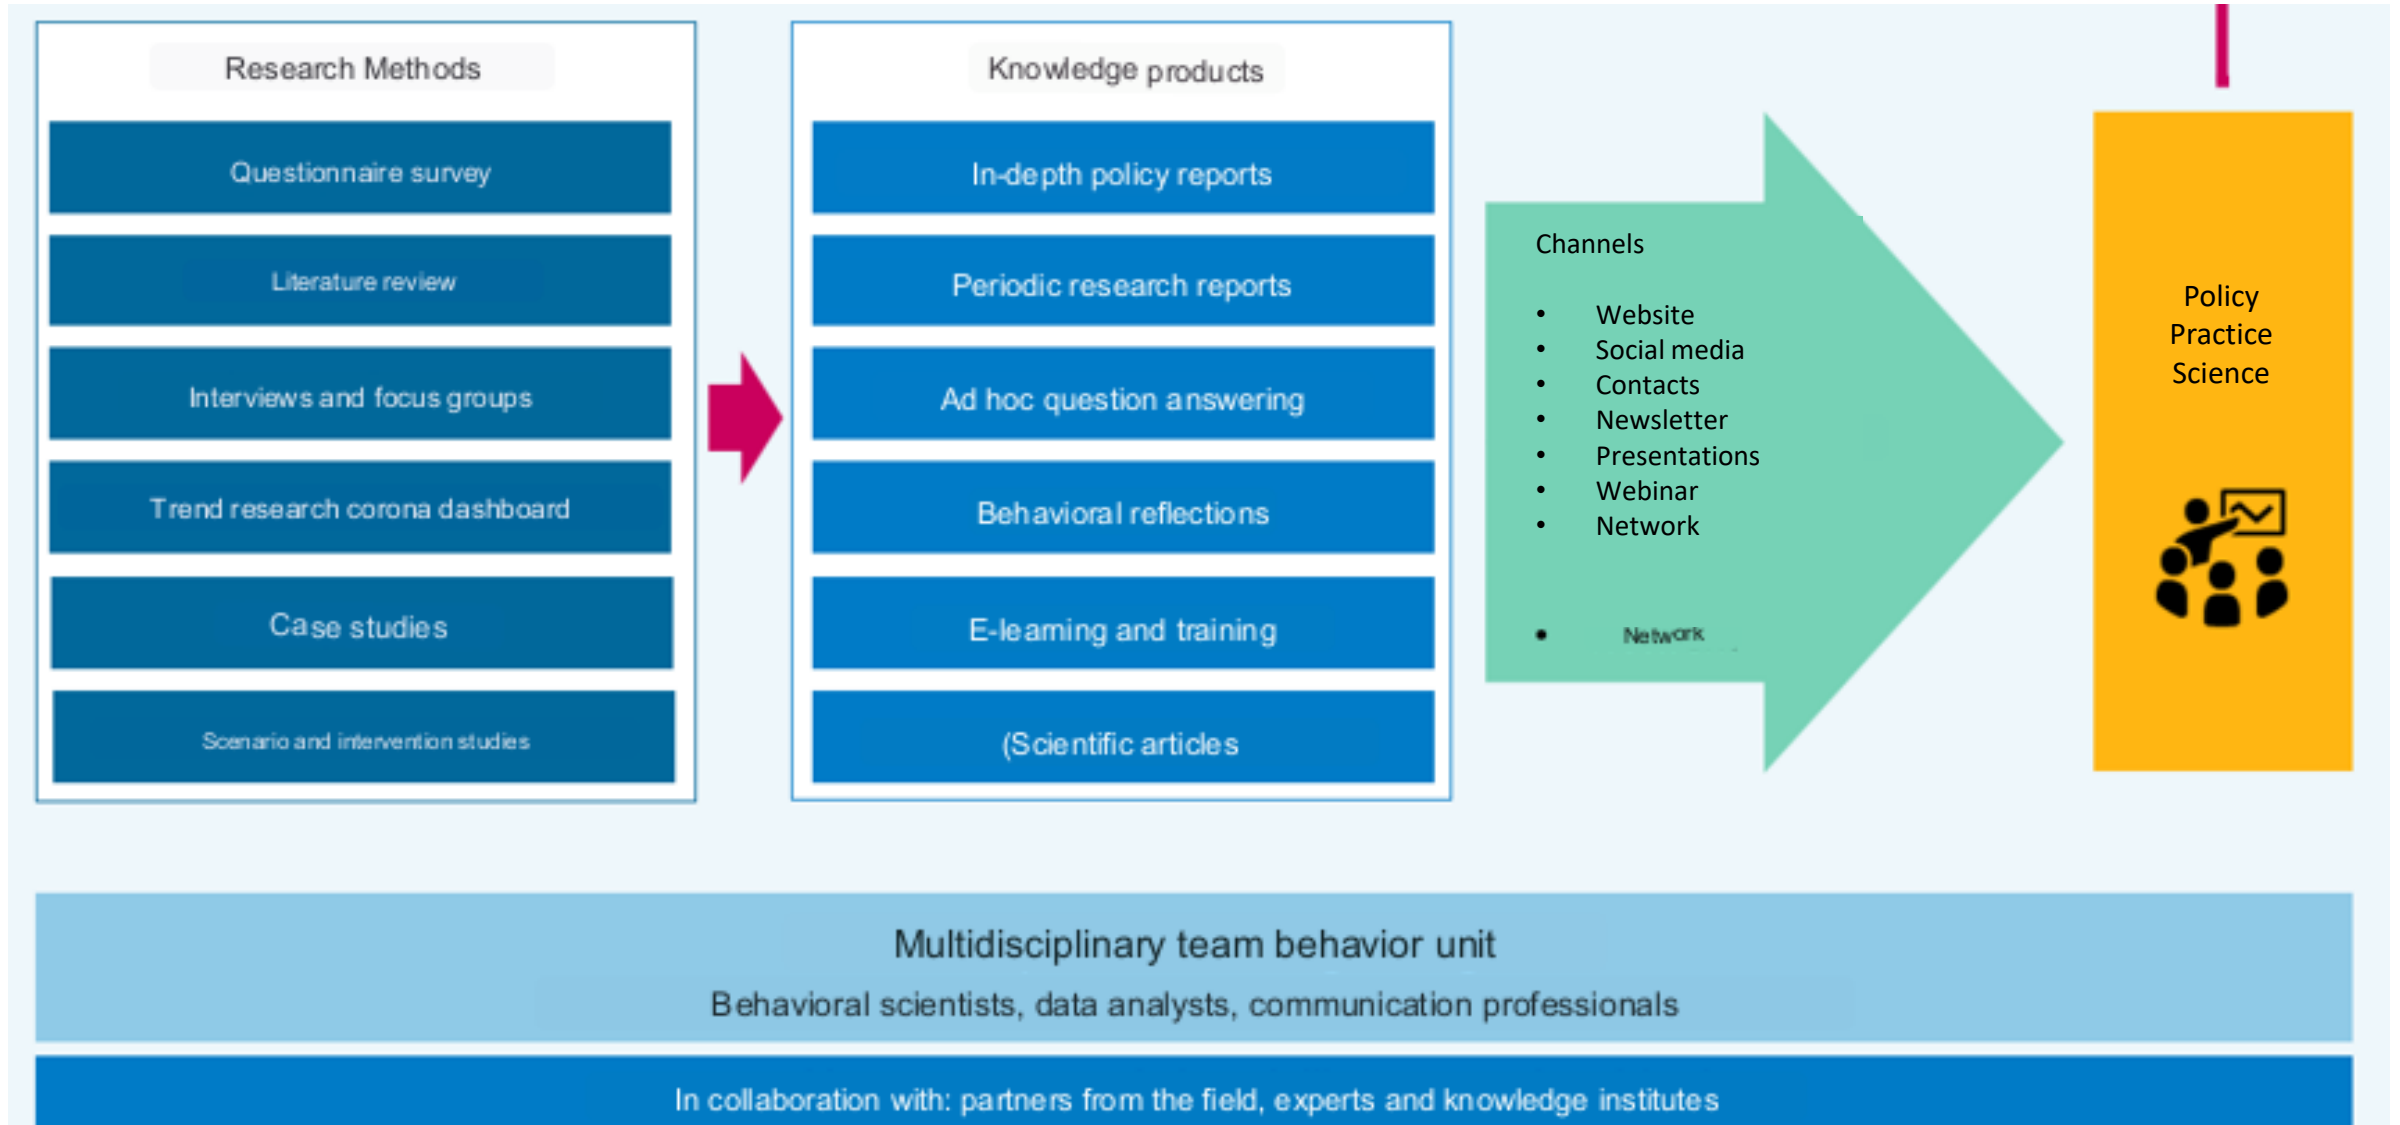 Research Methods
Questionnaire survey
Literature review
Interviews and focus groups
Trend research corona dashboard
Case studies
Scenario and intervention studies
Knowledge products
In-depth policy reports
Periodic research reports
Ad hoc question answering
Behavioral reflections
E-learning and training
(Scientific articles
Channels
• Website
• Social media
• Contacts
• Newsletter
• Presentations
• Webinar
• Network
• Network
Policy
Practice
Science
Multidisciplinary team behavior unit
Behavioral scientists, data analysts, communication professionals
In collaboration with: partners from the field, experts and knowledge institutes